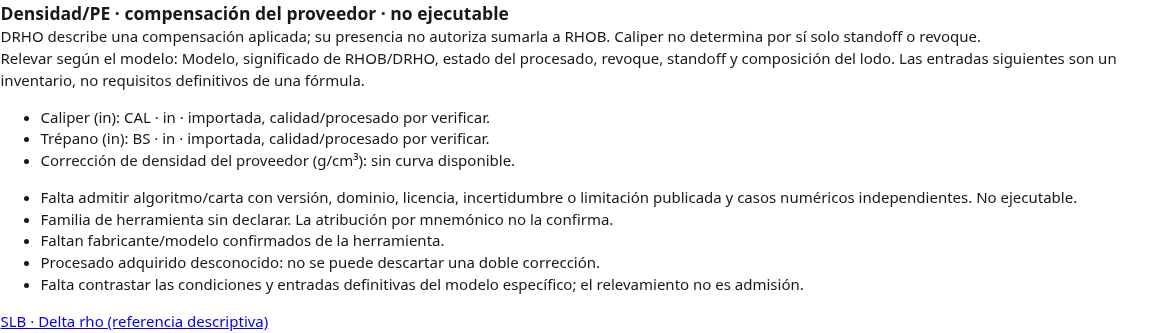 Densidad/PE · compensación del proveedor · no ejecutable
DRHO describe una compensación aplicada; su presencia no autoriza sumarla a RHOB. Caliper no determina por sí solo standoff o revoque.
Relevar según el modelo: Modelo, significado de RHOB/DRHO, estado del procesado, revoque, standoff y composición del lodo. Las entradas siguientes son un
inventario, no requisitos definitivos de una fórmula.
• Caliper (in): CAL · in · importada, calidad/procesado por verificar.
• Trépano (in): BS · in · importada, calidad/procesado por verificar.
• Corrección de densidad del proveedor (g/cm³): sin curva disponible.
• Falta admitir algoritmo/carta con versión, dominio, licencia, incertidumbre o limitación publicada y casos numéricos independientes. No ejecutable.
• Familia de herramienta sin declarar. La atribución por mnemónico no la confirma.
• Faltan fabricante/modelo confirmados de la herramienta.
• Procesado adquirido desconocido: no se puede descartar una doble corrección.
• Falta contrastar las condiciones y entradas definitivas del modelo específico; el relevamiento no es admisión.
SLB · Delta rho (referencia descriptiva)